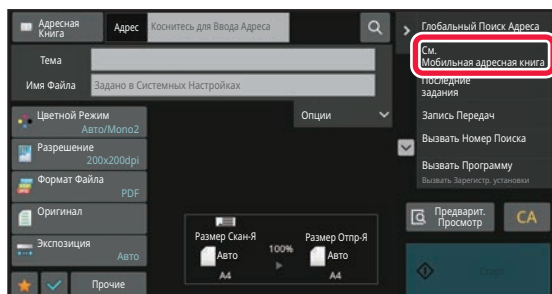 Адресная
Книга
Адрес
Коснитесь для Ввода Адреса
Тема
Имя Файла
Задано в Системных Настройках
Цветной Режим
Авто/Mono2
Разрешение
200x200dpi
Формат Файла
PDF
Оригинал
Экспозиция
Авто
Прочие
Опции
Размер Скан-Я
Авто
A4
100%
Размер Отпр-Я
Авто
A4
Глобальный Поиск Адреса
См.
Мобильная адресная книга
Последние
задания
Запись Передач
Вызвать Номер Поиска
Вызвать Программу
Вызвать Зарегистр. установки
Предварит.
Просмотр
CA
Старт